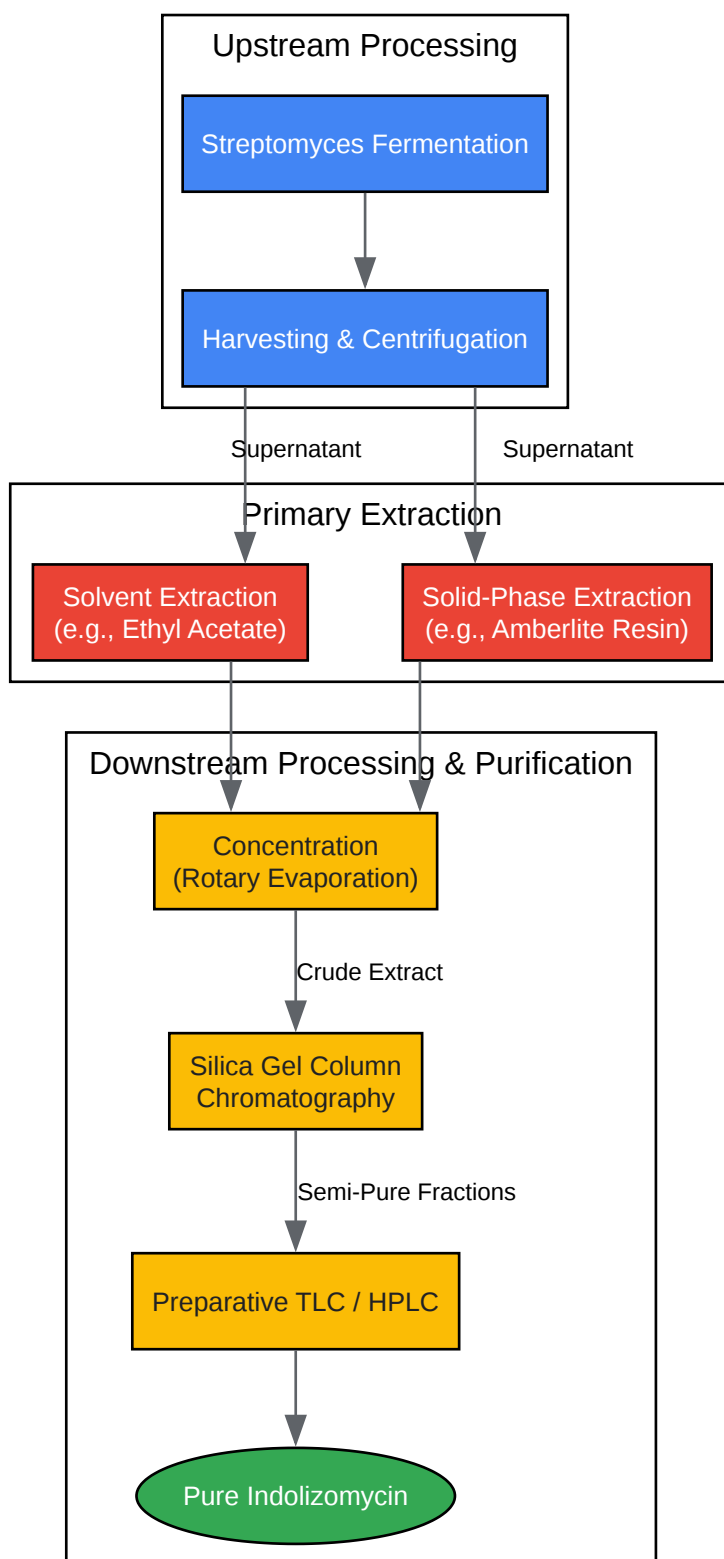 Upstream Processing
Streptomyces Fermentation
Harvesting & Centrifugation
Supernatant
Supernatant
Primary Extraction
Solvent Extraction
(e.g., Ethyl Acetate)
Solid-Phase Extraction
(e.g., Amberlite Resin)
Downstream Processing & Purification
Concentration
(Rotary Evaporation)
Crude Extract
Silica Gel Column
Chromatography
Semi-Pure Fractions
Preparative TLC / HPLC
Pure Indolizomycin